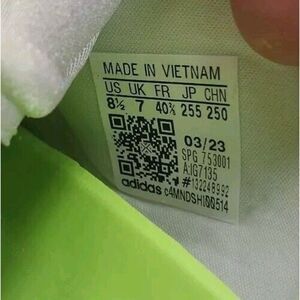 MADE IN VIETNAM
US UK FR JP CHN
8½ 7 40⅔ 255 250
03/23
SPG 753001
A:IG7135
#132248992
adidas c4MNDSHI00514